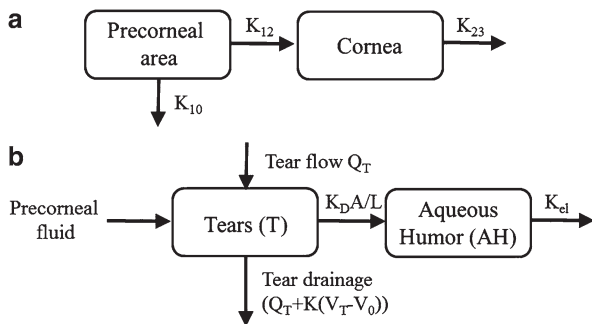 a
Precorneal
area
K12
Cornea
K23
K10
b
Tear flow QT
Precorneal
fluid
Tears (T)
KDA/L
Aqueous
Humor (AH)
Kel
Tear drainage
(QT+K(VT-V0))